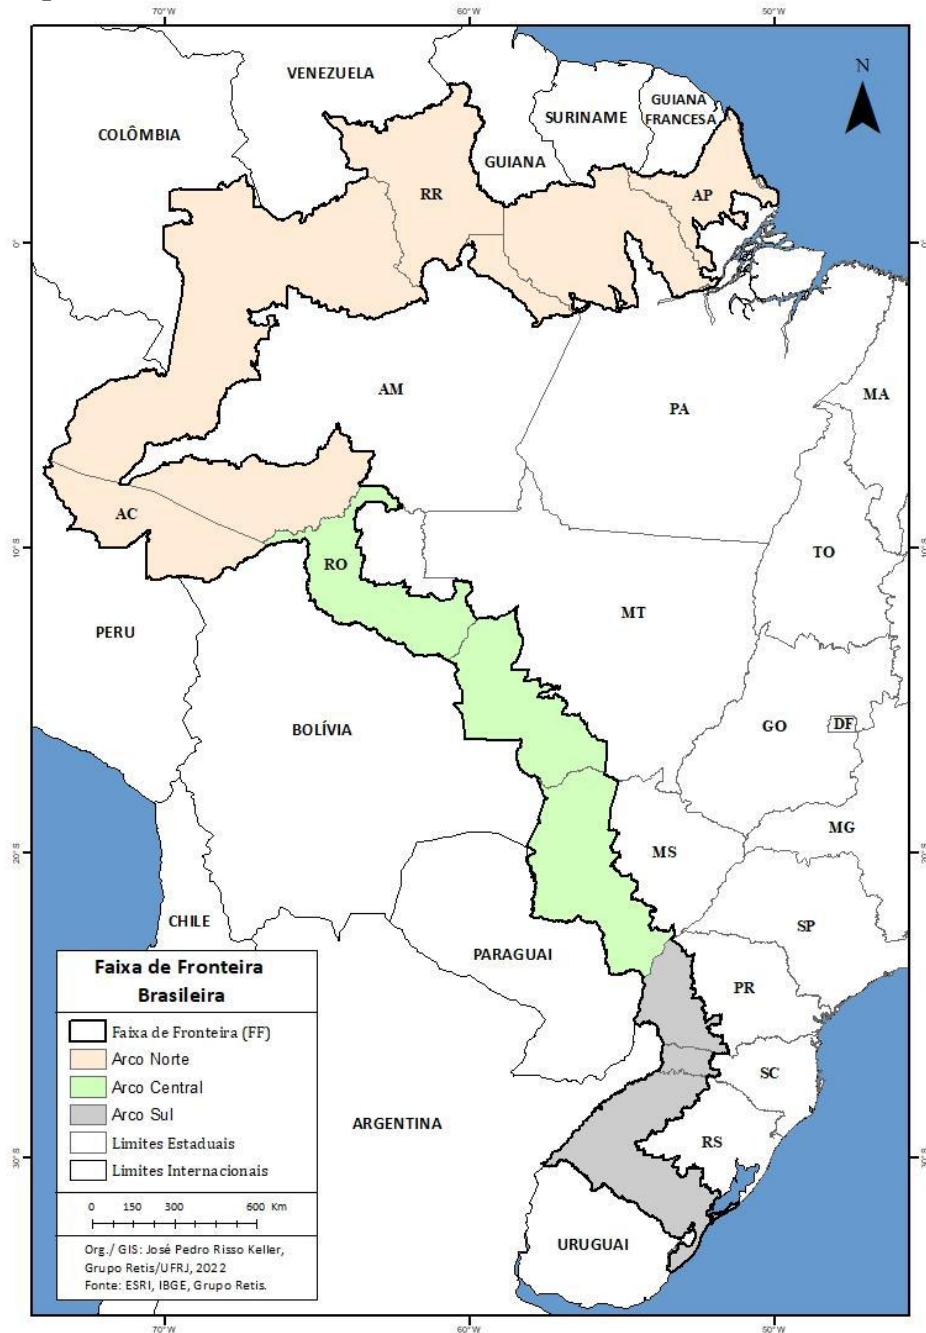 70°W 60°W 50°W
VENEZUELA
N
GUIANA
FRANCESA
SURINAME
COLÔMBIA
GUIANA
RR
AP
0° 0°
AM
MA
PA
AC
10°S 10°S
TO
RO
MT
PERU
GO DF
BOLÍVIA
MG
20°S 20°S
MS
CHILE
SP
PARAGUAI
PR
SC
ARGENTINA
RS
30°S 30°S
URUGUAI
Faixa de Fronteira
Brasileira
Faixa de Fronteira (FF)
Arco Norte
Arco Central
Arco Sul
Limites Estaduais
Limites Internacionais
0 150 300 600 Km
Org./ GIS: José Pedro Risso Keller,
Grupo Retis/UFRJ, 2022
Fonte: ESRI, IBGE, Grupo Retis.
70°W 60°W 50°W